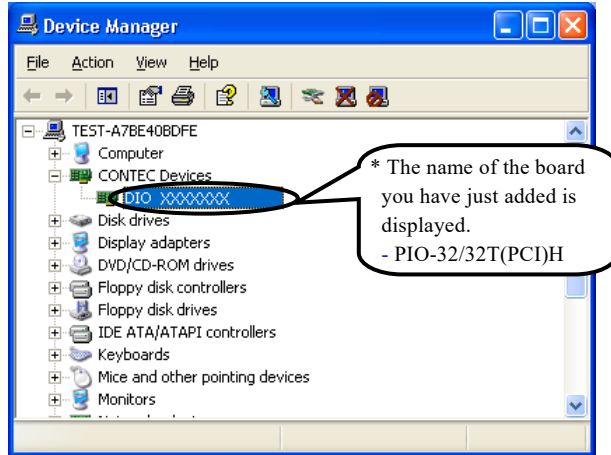 Device Manager
File Action View Help
TEST-A7BE40BDFE
Computer
CONTEC Devices
DIO XXXXXXX
Disk drives
Display adapters
DVD/CD-ROM drives
Floppy disk controllers
Floppy disk drives
IDE ATA/ATAPI controllers
Keyboards
Mice and other pointing devices
Monitors
* The name of the board
you have just added is
displayed.
- PIO-32/32T(PCI)H